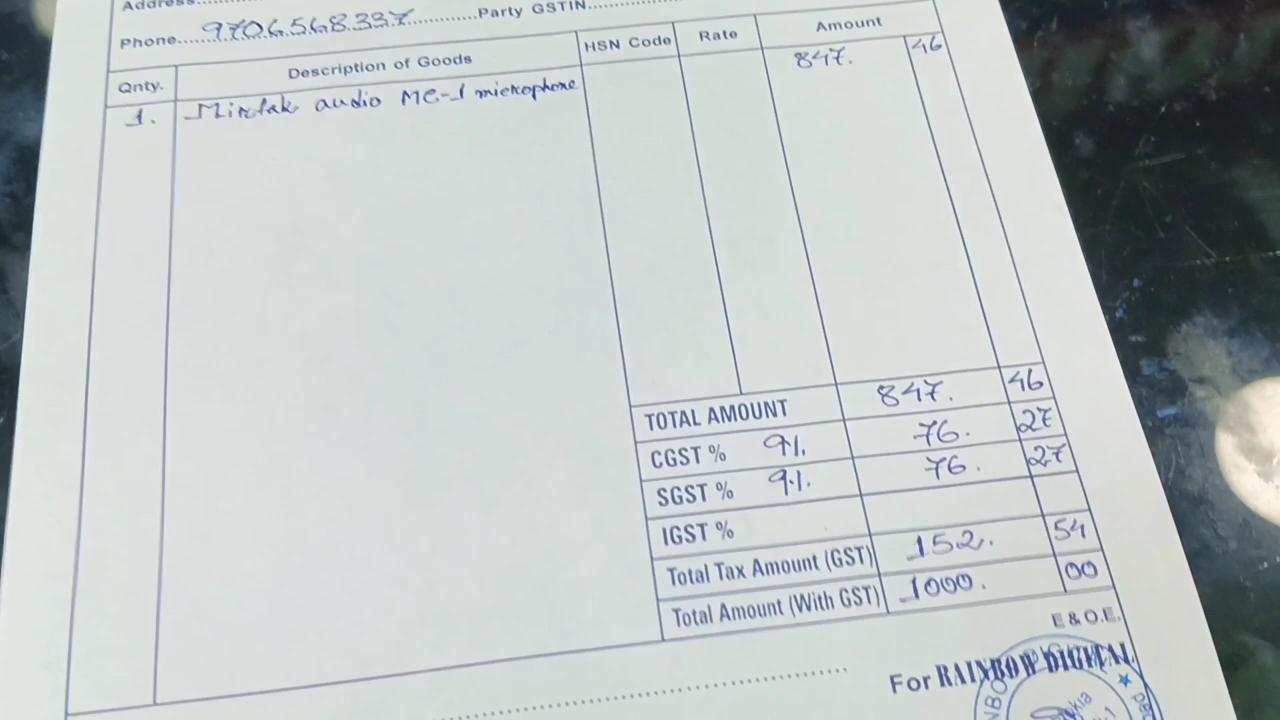 Address..........
Phone.....9706568337............Party GSTIN...................
Qnty. Description of Goods HSN Code Rate Amount
1. audio MC-1 microphone 847. 46
TOTAL AMOUNT 847. 46
CGST % 9%. 76. 27
SGST % 9%. 76. 27
IGST %
Total Tax Amount (GST) 152. 54
Total Amount (With GST) 1000. 00
E & O.E.
For RAINBOW DIGITAL